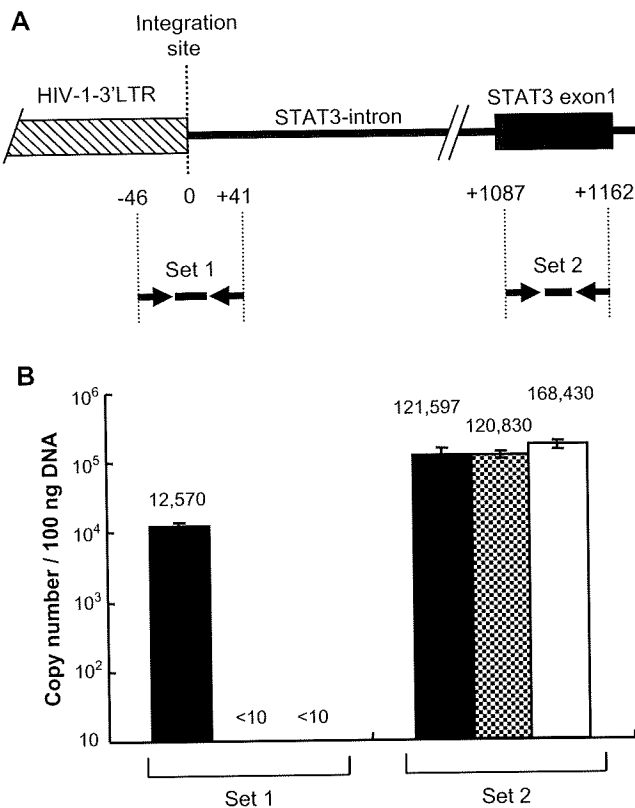 A
Integration
site
HIV-1-3'LTR
STAT3-intron
STAT3 exon1
-46 0 +41
+1087 +1162
Set 1
Set 2
B
Copy number / 100 ng DNA
10⁶
10⁵
10⁴
10³
10²
10
12,570
<10 <10
121,597
120,830
168,430
Set 1
Set 2